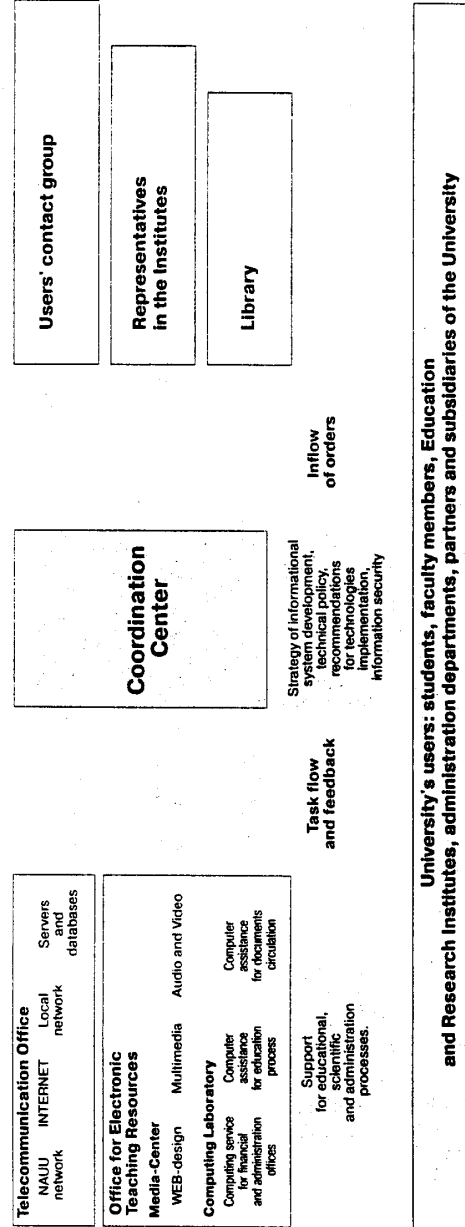 Telecommunication Office
NAUU network
INTERNET
Local network
Servers and databases
Office for Electronic
Teaching Resources
Media-Center
WEB-design
Multimedia
Audio and Video
Computing Laboratory
Computing service
for financial
and administration
offices
Computer
assistance
for education
process
Computer
assistance
for documents
circulation
Support
for educational,
scientific
and administration
processes.
Task flow
and feedback
Coordination
Center
Strategy of informational
system development,
technical policy,
recommendations
for technologies
implementation,
information security
Inflow
of orders
Users' contact group
Representatives
in the Institutes
Library
University's users: students, faculty members, Education
and Research Institutes, administration departments, partners and subsidiaries of the University